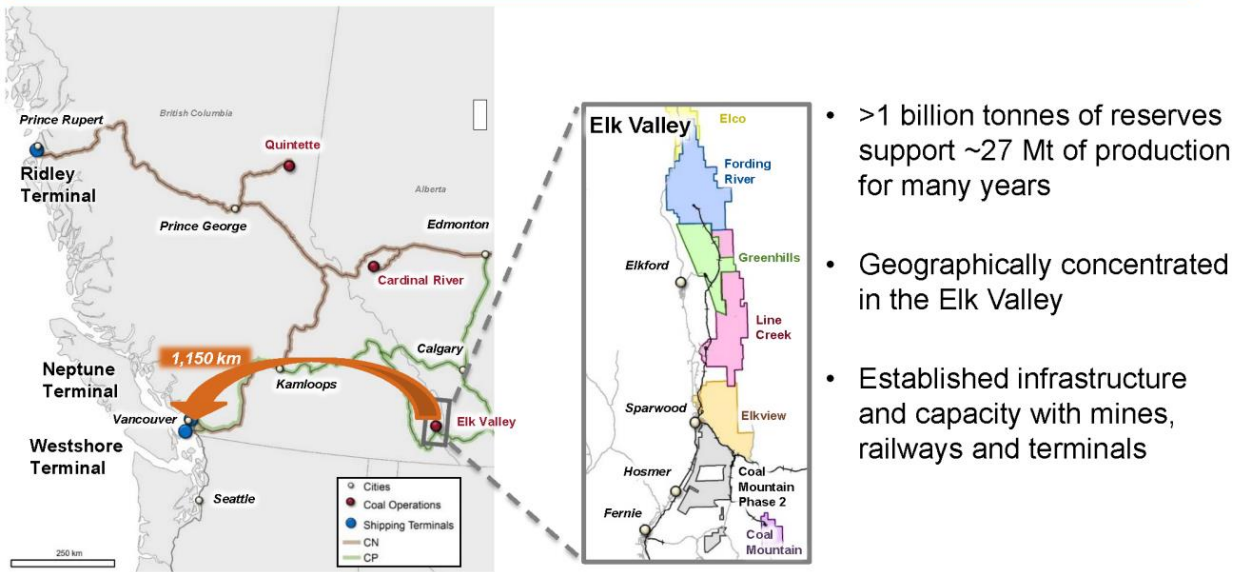 British Columbia
Prince Rupert
Ridley
Terminal
Quintette
Alberta
Prince George
Edmonton
Cardinal River
1,150 km
Calgary
Neptune
Terminal
Kamloops
Vancouver
Elk Valley
Westshore
Terminal
Seattle
Cities
Coal Operations
Shipping Terminals
CN
CP
250 km
Elk Valley
Elco
Fording
River
Greenhills
Elkford
Line
Creek
Sparwood
Elkview
Hosmer
Coal
Mountain
Phase 2
Fernie
Coal
Mountain
• >1 billion tonnes of reserves
support ~27 Mt of production
for many years
• Geographically concentrated
in the Elk Valley
• Established infrastructure
and capacity with mines,
railways and terminals